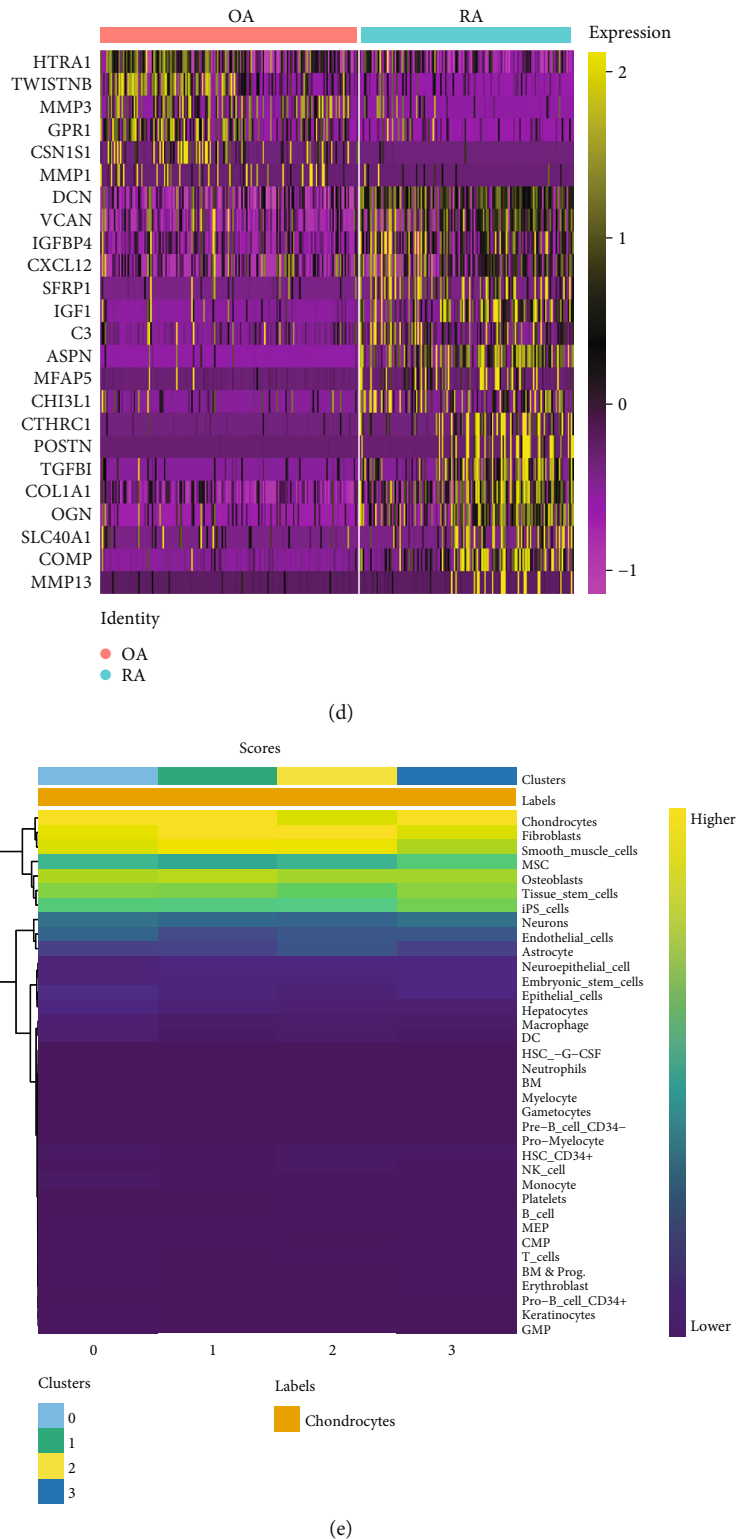 OA RA
Expression
HTRA1
TWISTNB
MMP3
GPR1
CSN1S1
MMP1
DCN
VCAN
IGFBP4
CXCL12
SFRP1
IGF1
C3
ASPN
MFAP5
CHI3L1
CTHRC1
POSTN
TGFBI
COL1A1
OGN
SLC40A1
COMP
MMP13
2
1
0
−1
Identity
OA
RA
(d)
Scores
Clusters
Labels
Chondrocytes
Fibroblasts
Smooth_muscle_cells
MSC
Osteoblasts
Tissue_stem_cells
iPS_cells
Neurons
Endothelial_cells
Astrocyte
Neuroepithelial_cell
Embryonic_stem_cells
Epithelial_cells
Hepatocytes
Macrophage
DC
HSC_−G−CSF
Neutrophils
BM
Myelocyte
Gametocytes
Pre−B_cell_CD34−
Pro−Myelocyte
HSC_CD34+
NK_cell
Monocyte
Platelets
B_cell
MEP
CMP
T_cells
BM & Prog.
Erythroblast
Pro−B_cell_CD34+
Keratinocytes
GMP
Higher
Lower
0 1 2 3
Clusters
0
1
2
3
Labels
Chondrocytes
(e)